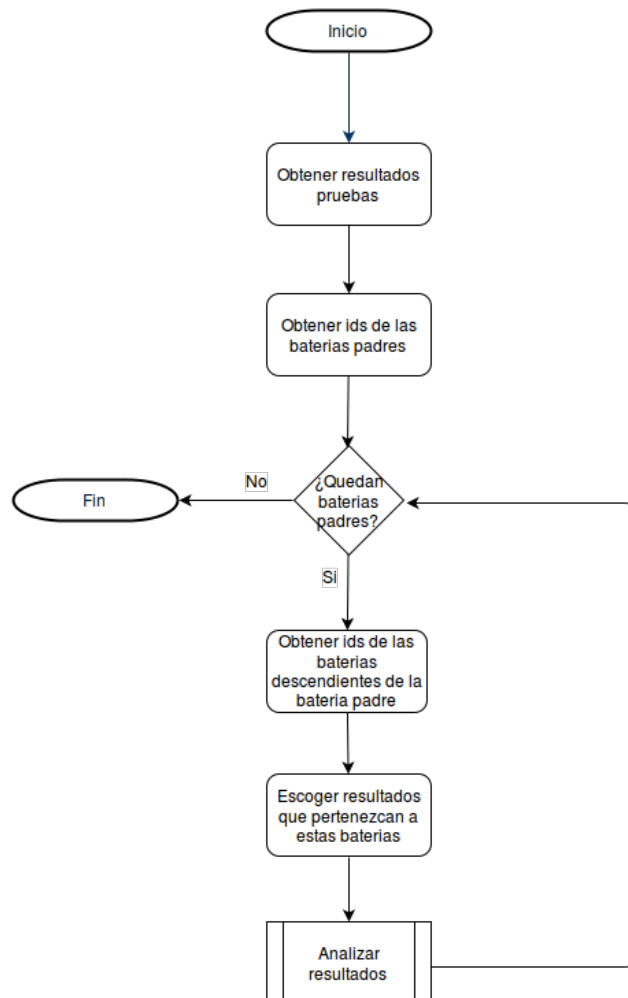 Inicio
Obtener resultados
pruebas
Obtener ids de las
baterias padres
¿Quedan
baterias
padres?
No
Fin
Si
Obtener ids de las
baterias
descendientes de la
bateria padre
Escoger resultados
que pertenezcan a
estas baterias
Analizar
resultados